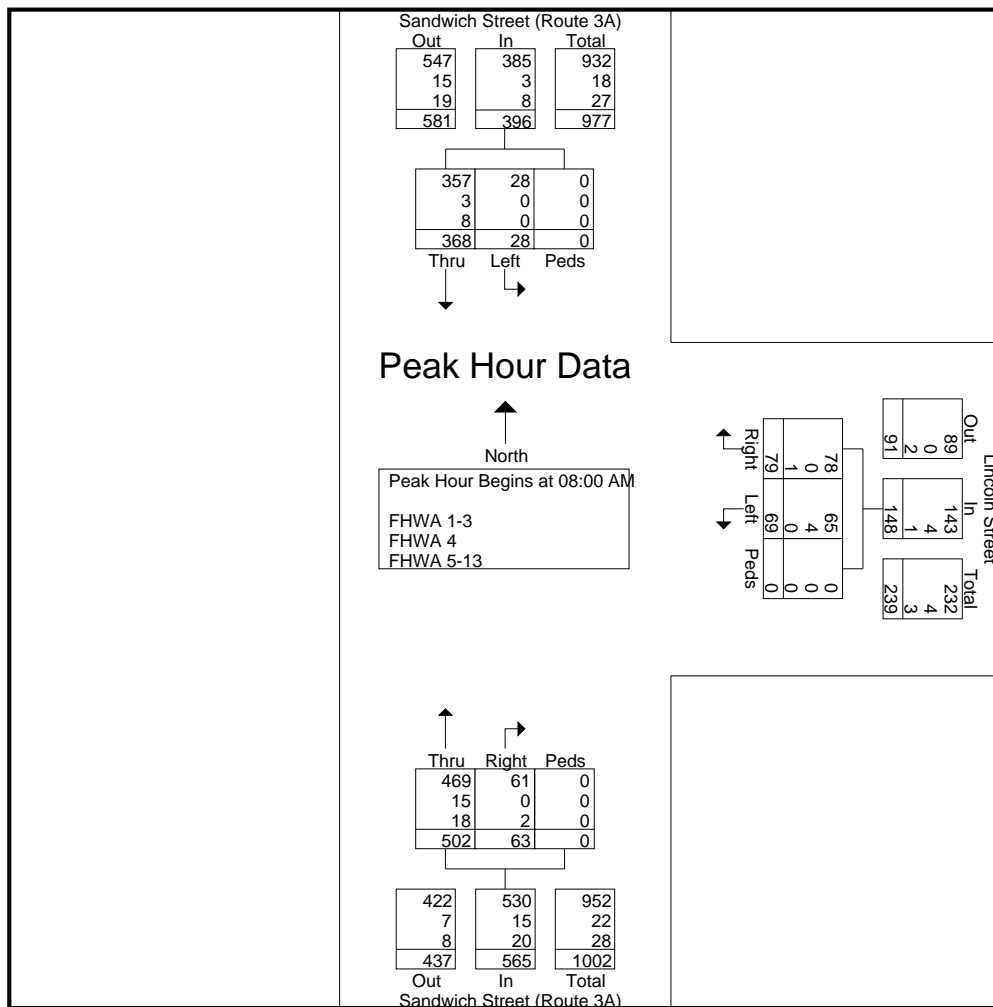 Sandwich Street (Route 3A)
Out In Total
547 385 932
15 3 18
19 8 27
581 396 977
357 28 0
3 0 0
8 0 0
368 28 0
Thru Left Peds
Peak Hour Data
North
Peak Hour Begins at 08:00 AM
FHWA 1-3
FHWA 4
FHWA 5-13
Lincoln Street
Out In Total
89 143 232
0 4 4
2 1 3
91 148 239
78 65 0
0 4 0
1 0 0
79 69 0
Right Left Peds
Thru Right Peds
469 61 0
15 0 0
18 2 0
502 63 0
422 530 952
7 15 22
8 20 28
437 565 1002
Out In Total
Sandwich Street (Route 3A)